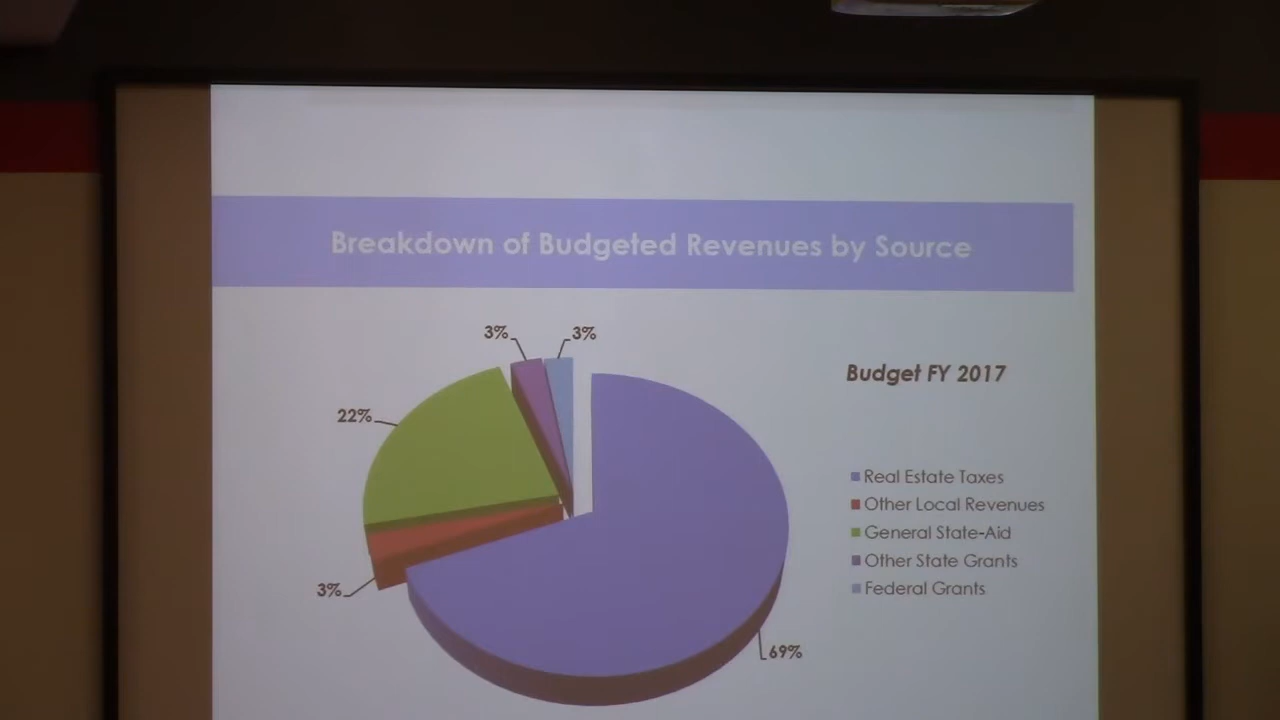 Breakdown of Budgeted Revenues by Source
3%
3%
Budget FY 2017
22%
Real Estate Taxes
Other Local Revenues
General State-Aid
Other State Grants
Federal Grants
3%
69%